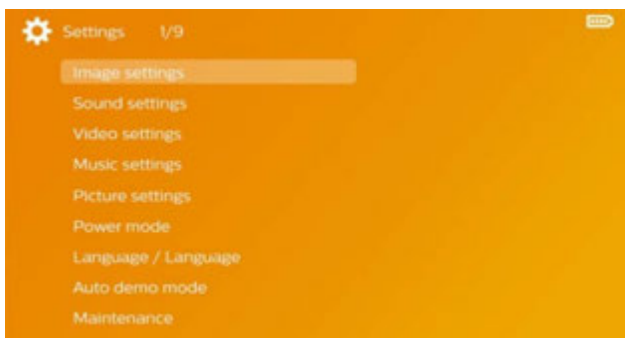 Settings 1/9
Image settings
Sound settings
Video settings
Music settings
Picture settings
Power mode
Language / Language
Auto demo mode
Maintenance